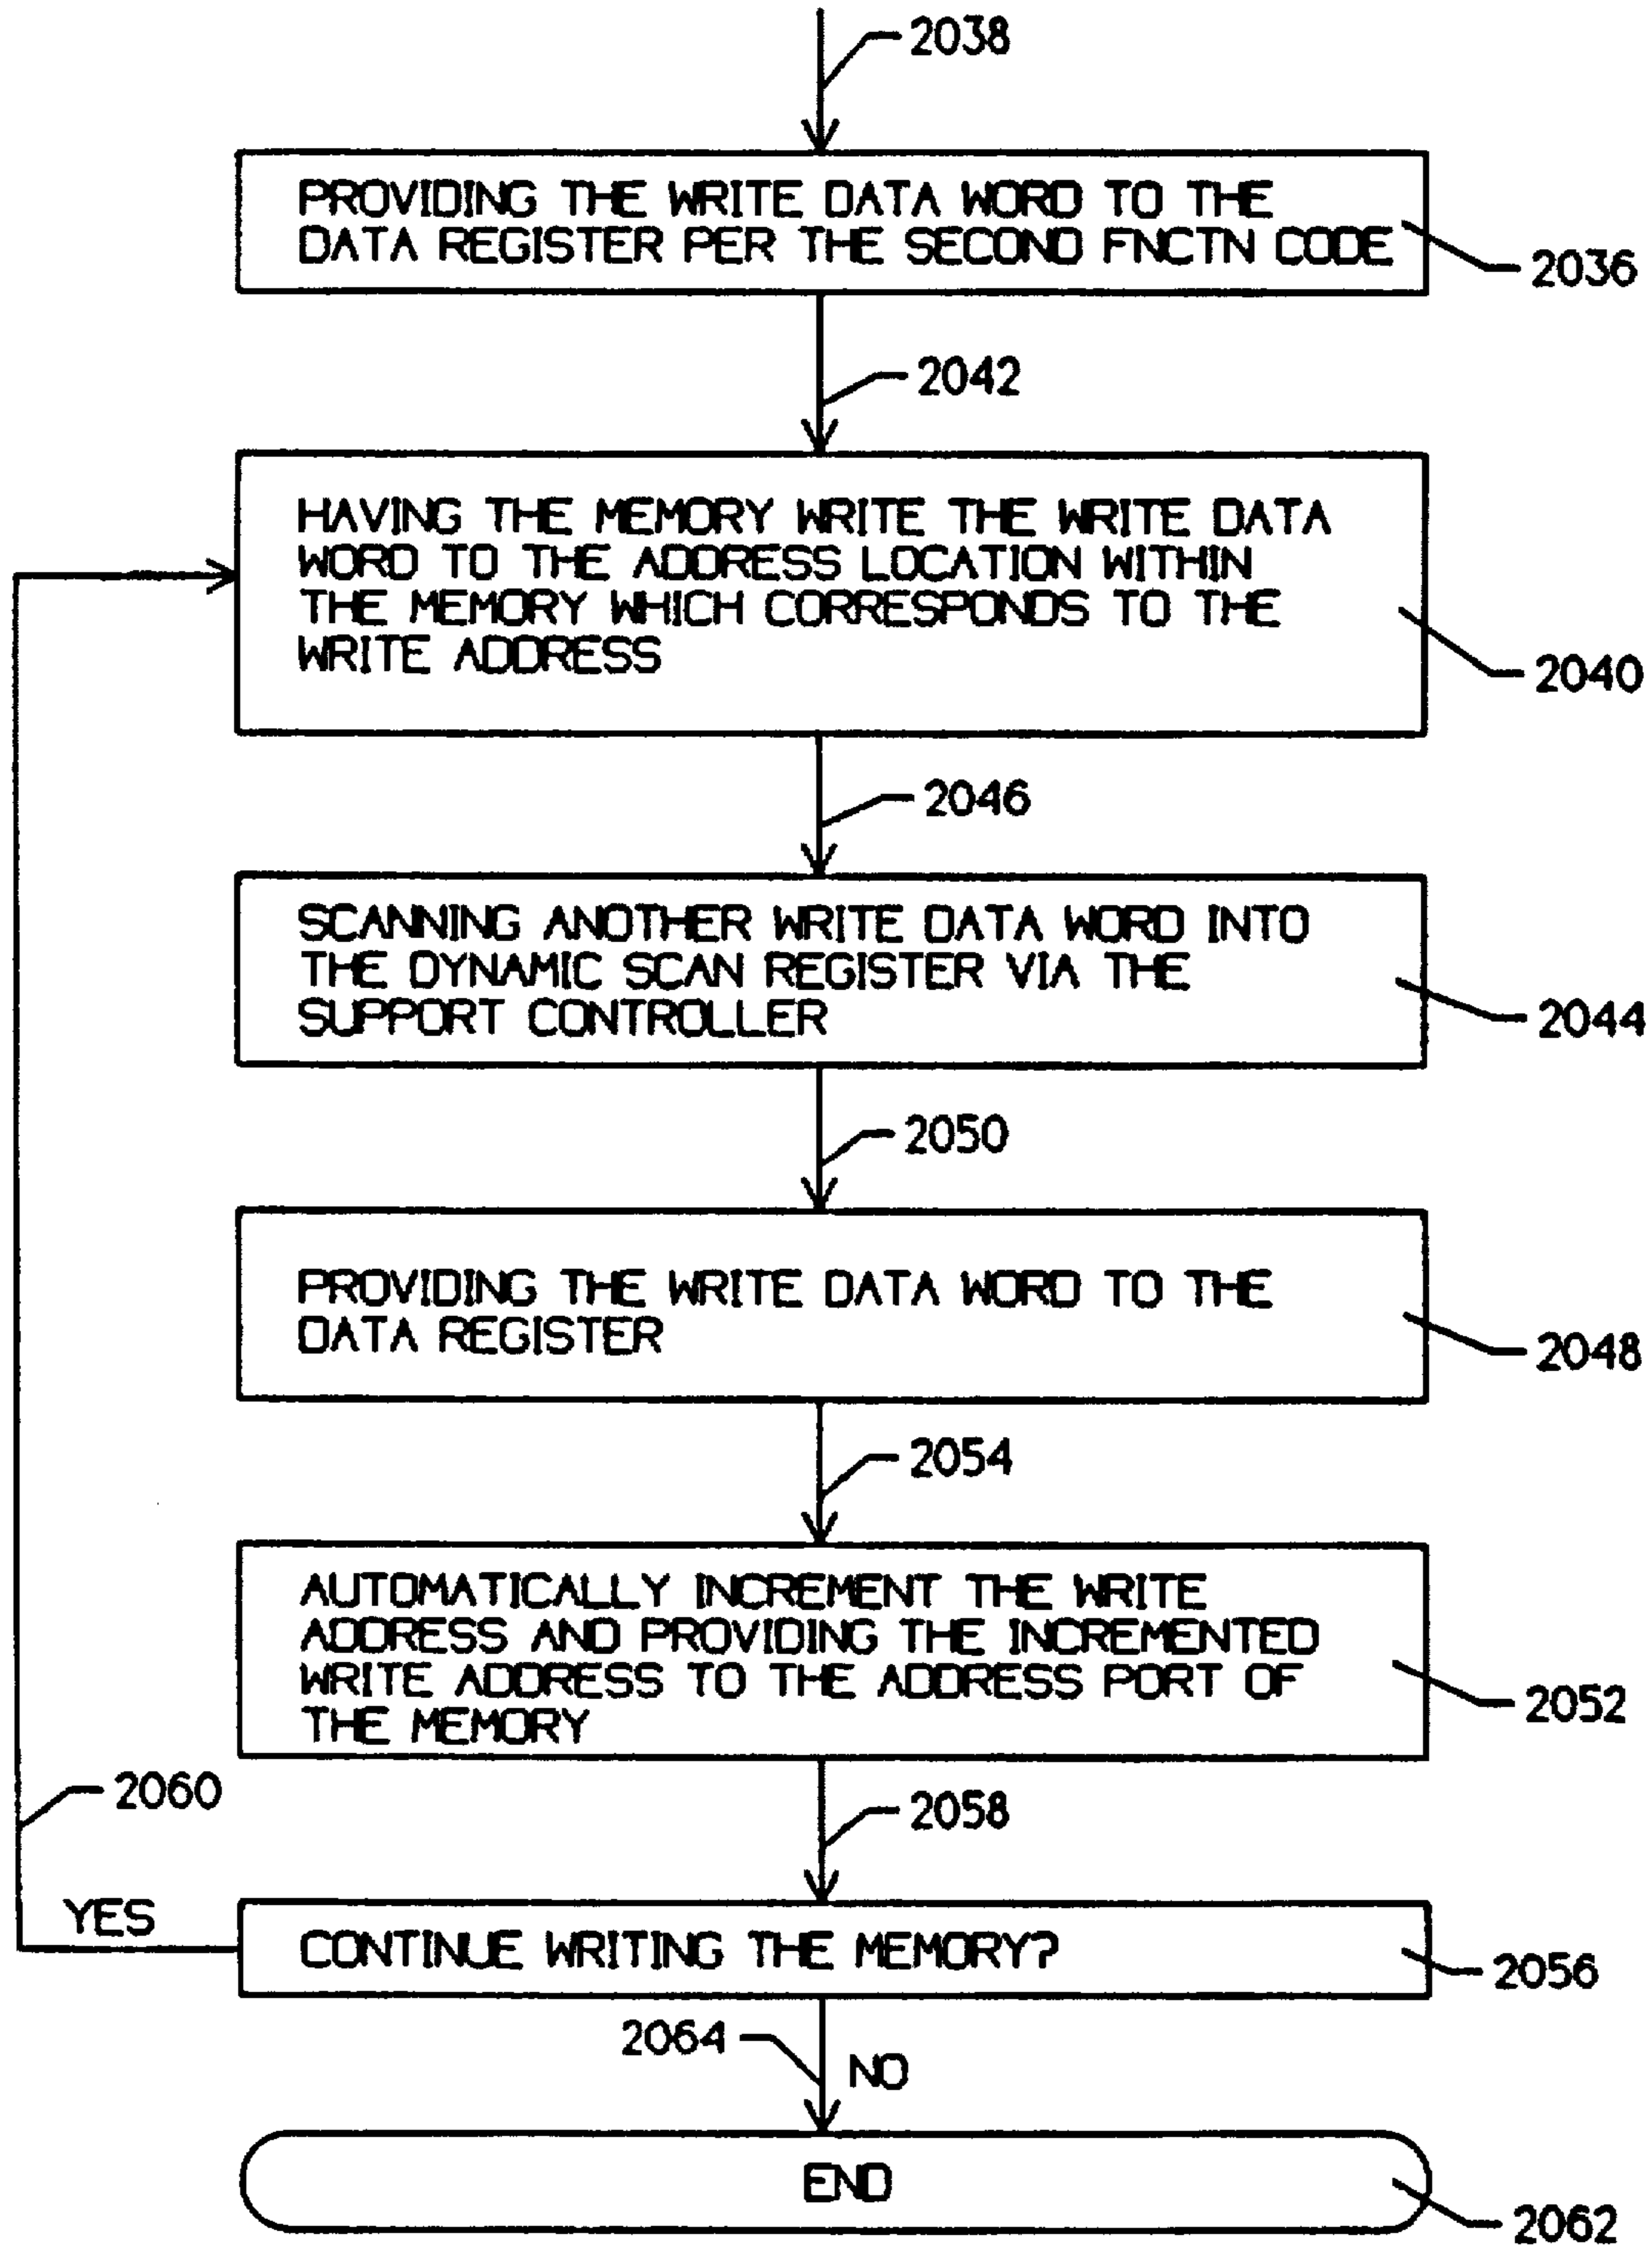 2038
PROVIDING THE WRITE DATA WORD TO THE
DATA REGISTER PER THE SECOND FNCTN CODE
2036
2042
HAVING THE MEMORY WRITE THE WRITE DATA
WORD TO THE ADDRESS LOCATION WITHIN
THE MEMORY WHICH CORRESPONDS TO THE
WRITE ADDRESS
2040
2046
SCANNING ANOTHER WRITE DATA WORD INTO
THE DYNAMIC SCAN REGISTER VIA THE
SUPPORT CONTROLLER
2044
2050
PROVIDING THE WRITE DATA WORD TO THE
DATA REGISTER
2048
2054
AUTOMATICALLY INCREMENT THE WRITE
ADDRESS AND PROVIDING THE INCREMENTED
WRITE ADDRESS TO THE ADDRESS PORT OF
THE MEMORY
2052
2060
2058
YES
CONTINUE WRITING THE MEMORY?
2056
2064
NO
END
2062